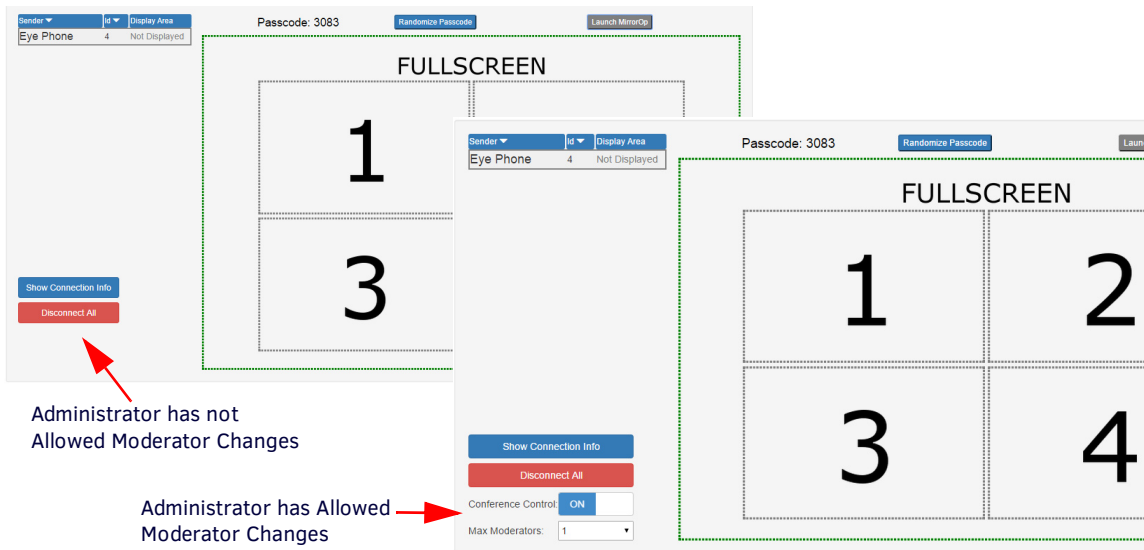 Sender Id Display Area
Eye Phone 4 Not Displayed
Passcode: 3083 Randomize Passcode Launch MirrorOp
FULLSCREEN
1
3
Show Connection Info
Disconnect All
Administrator has not
Allowed Moderator Changes
Sender Id Display Area
Eye Phone 4 Not Displayed
Passcode: 3083 Randomize Passcode
FULLSCREEN
1 2
3 4
Show Connection Info
Disconnect All
Conference Control: ON
Max Moderators: 1
Administrator has Allowed
Moderator Changes